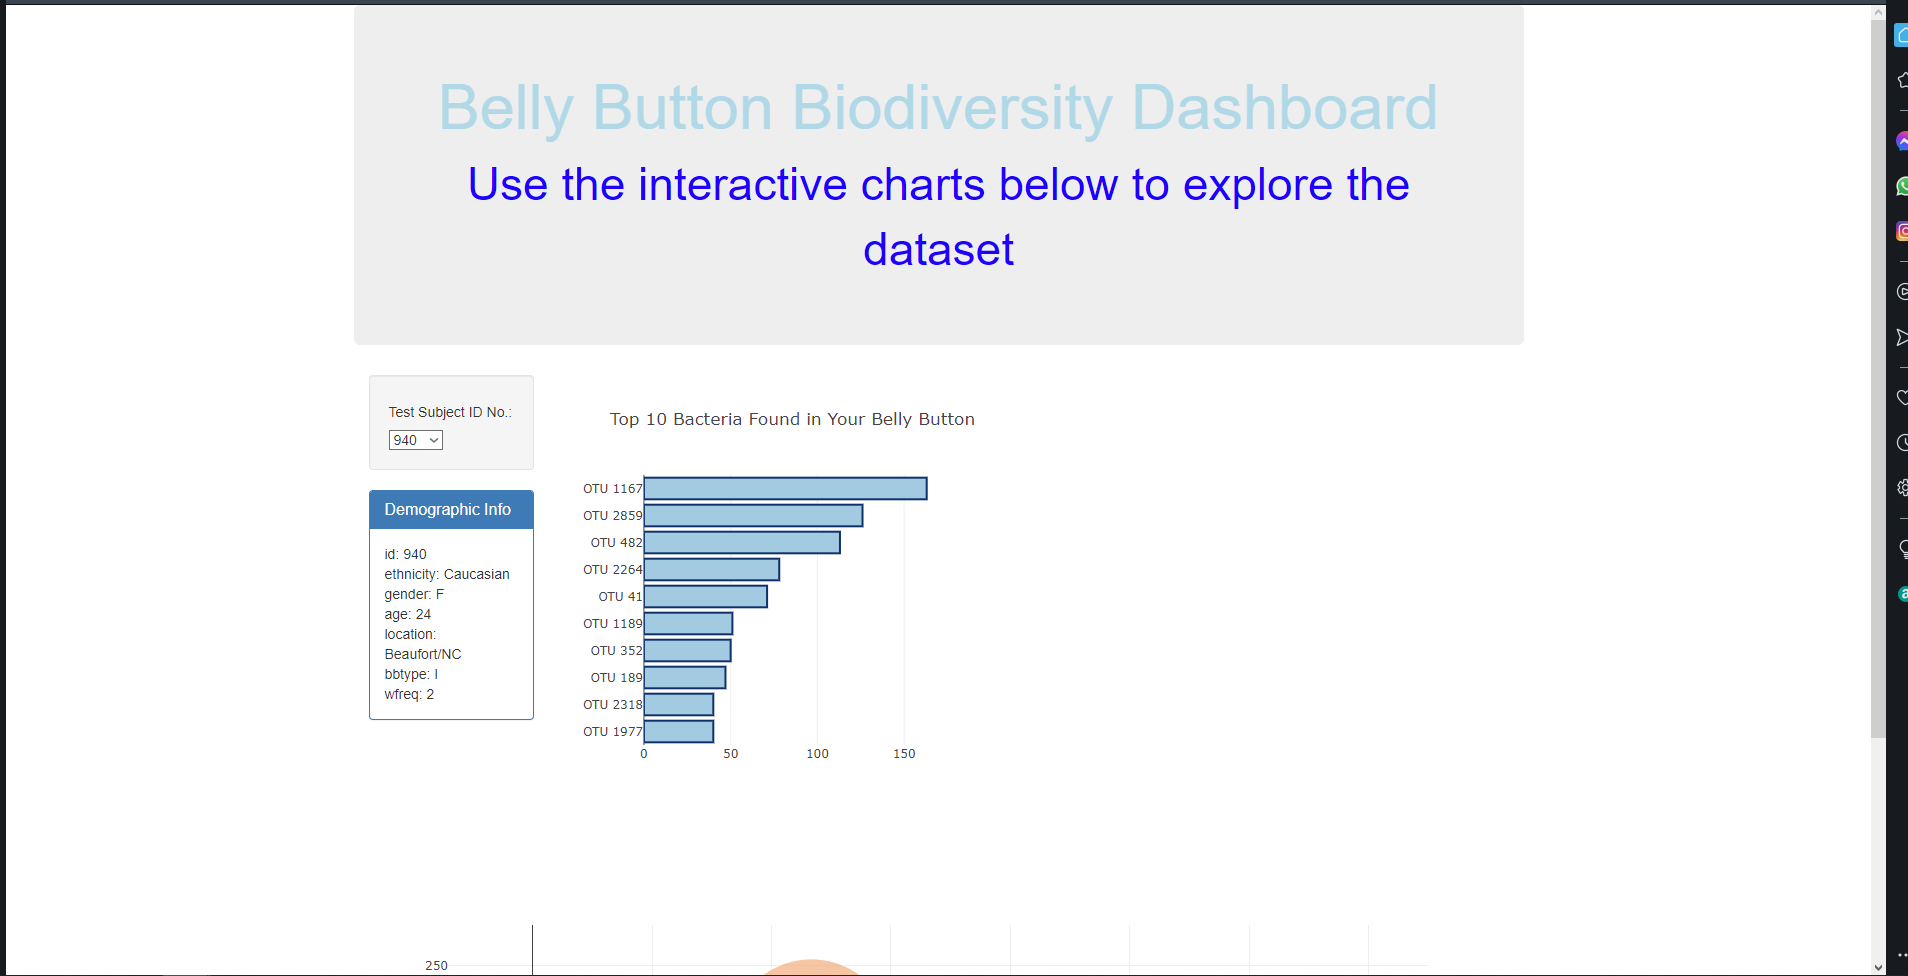 Belly Button Biodiversity Dashboard
Use the interactive charts below to explore the
dataset
Test Subject ID No.:
940
Demographic Info
id: 940
ethnicity: Caucasian
gender: F
age: 24
location:
Beaufort/NC
bbtype: I
wfreq: 2
Top 10 Bacteria Found in Your Belly Button
OTU 1167
OTU 2859
OTU 482
OTU 2264
OTU 41
OTU 1189
OTU 352
OTU 189
OTU 2318
OTU 1977
0 50 100 150
250